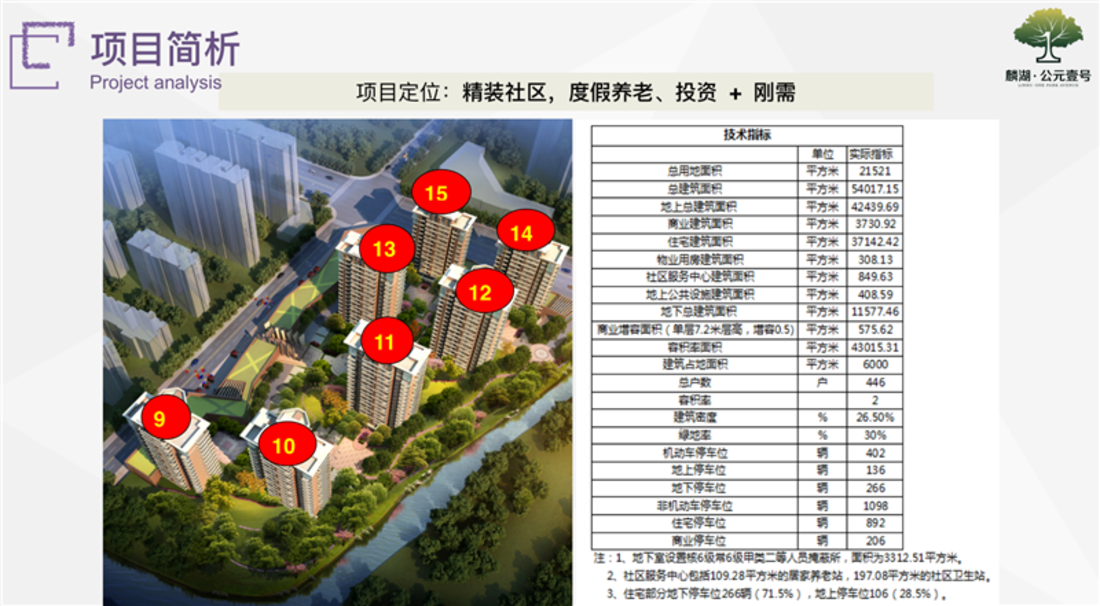 项目简析
Project analysis
麟湖·公元壹号
项目定位：精装社区，度假养老、投资 + 刚需
15
14
13
12
11
9
10
技术指标
单位 实际指标
总用地面积 平方米 21521
总建筑面积 平方米 54017.15
地上总建筑面积 平方米 42439.69
商业建筑面积 平方米 3730.92
住宅建筑面积 平方米 37142.42
物业用房建筑面积 平方米 308.13
社区服务中心建筑面积 平方米 849.63
地上公共设施建筑面积 平方米 408.59
地下总建筑面积 平方米 11577.46
商业增容面积（单层7.2米层高，增容0.5） 平方米 575.62
容积率面积 平方米 43015.31
建筑占地面积 平方米 6000
总户数 户 446
容积率 2
建筑密度 % 26.50%
绿地率 % 30%
机动车停车位 辆 402
地上停车位 辆 136
地下停车位 辆 266
非机动车停车位 辆 1098
住宅停车位 辆 892
商业停车位 辆 206
注：1、地下室设置核6级常6级甲类二等人员掩蔽所，面积为3312.51平方米。
2、社区服务中心包括109.28平方米的居家养老站，197.08平方米的社区卫生站。
3、住宅部分地下停车位266辆（71.5%），地上停车位106（28.5%）。